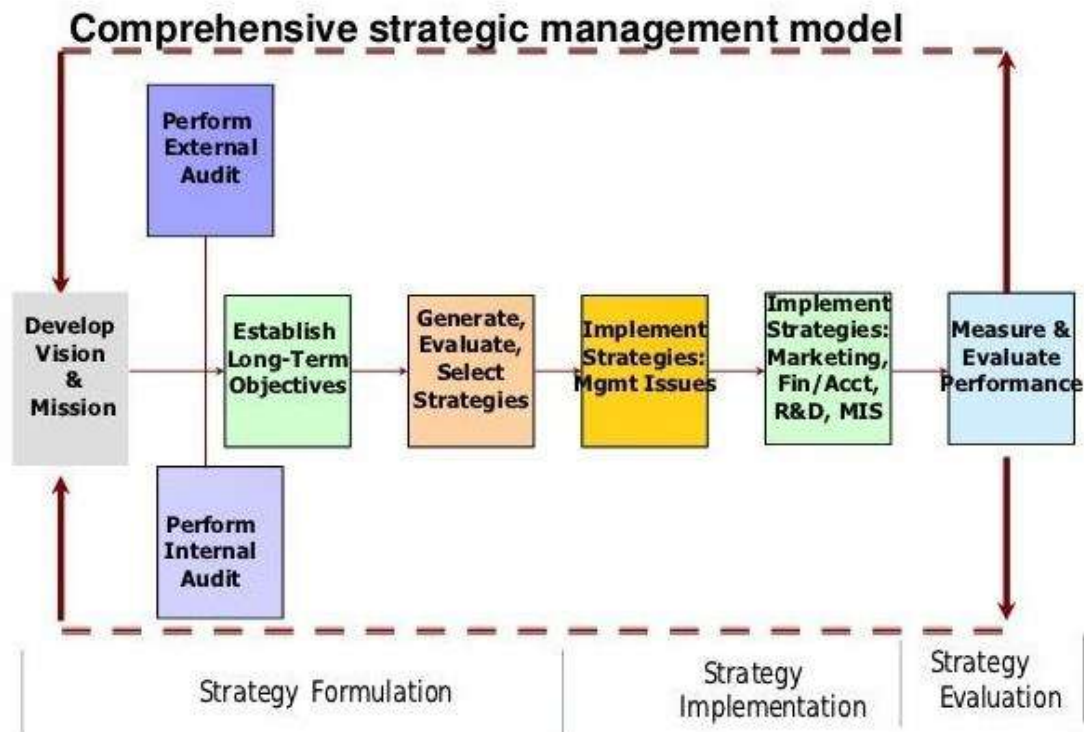 Comprehensive strategic management model
Perform
External
Audit
Develop
Vision
&
Mission
Establish
Long-Term
Objectives
Generate,
Evaluate,
Select
Strategies
Implement
Strategies:
Mgmt Issues
Implement
Strategies:
Marketing,
Fin/Acct,
R&D, MIS
Measure &
Evaluate
Performance
Perform
Internal
Audit
Strategy Formulation
Strategy
Implementation
Strategy
Evaluation